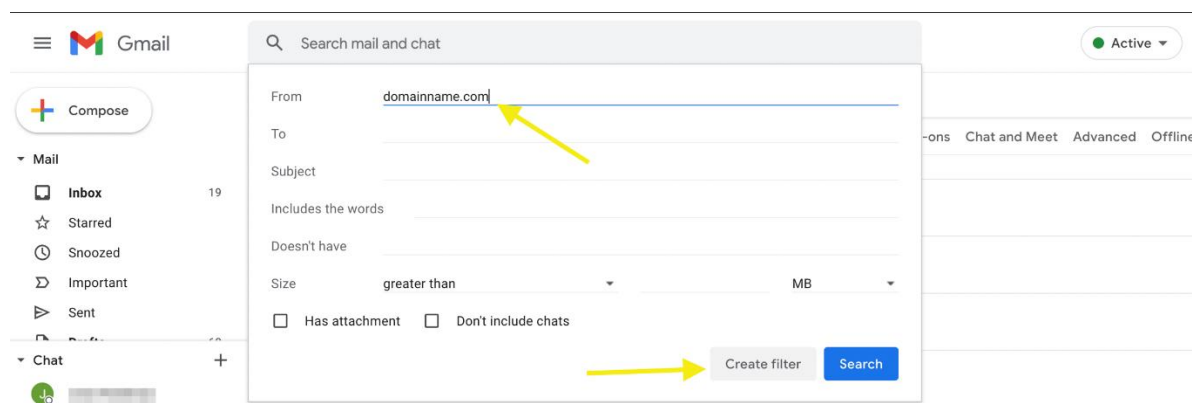 Gmail
Search mail and chat
Active
Compose
From domainname.com
To
Subject
Includes the words
Doesn't have
Size greater than MB
Has attachment Don't include chats
Create filter Search
-ons Chat and Meet Advanced Offline
Mail
Inbox 19
Starred
Snoozed
Important
Sent
Chat